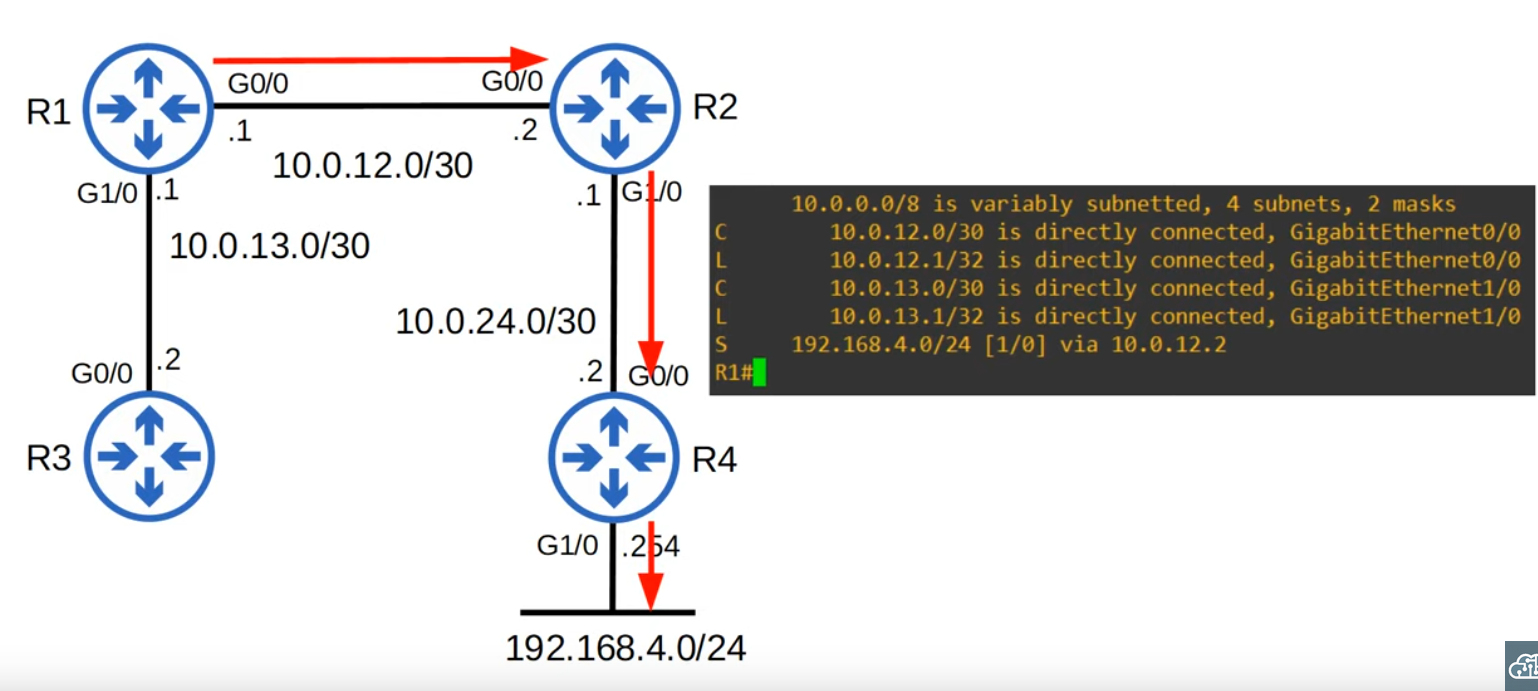 G0/0
G0/0
R1
R2
.1
.2
10.0.12.0/30
G1/0
.1
.1
G1/0
10.0.0.0/8 is variably subnetted, 4 subnets, 2 masks
C 10.0.12.0/30 is directly connected, GigabitEthernet0/0
L 10.0.12.1/32 is directly connected, GigabitEthernet0/0
C 10.0.13.0/30 is directly connected, GigabitEthernet1/0
L 10.0.13.1/32 is directly connected, GigabitEthernet1/0
S 192.168.4.0/24 [1/0] via 10.0.12.2
R1#
10.0.13.0/30
10.0.24.0/30
G0/0
.2
.2
G0/0
R3
R4
G1/0
.254
192.168.4.0/24